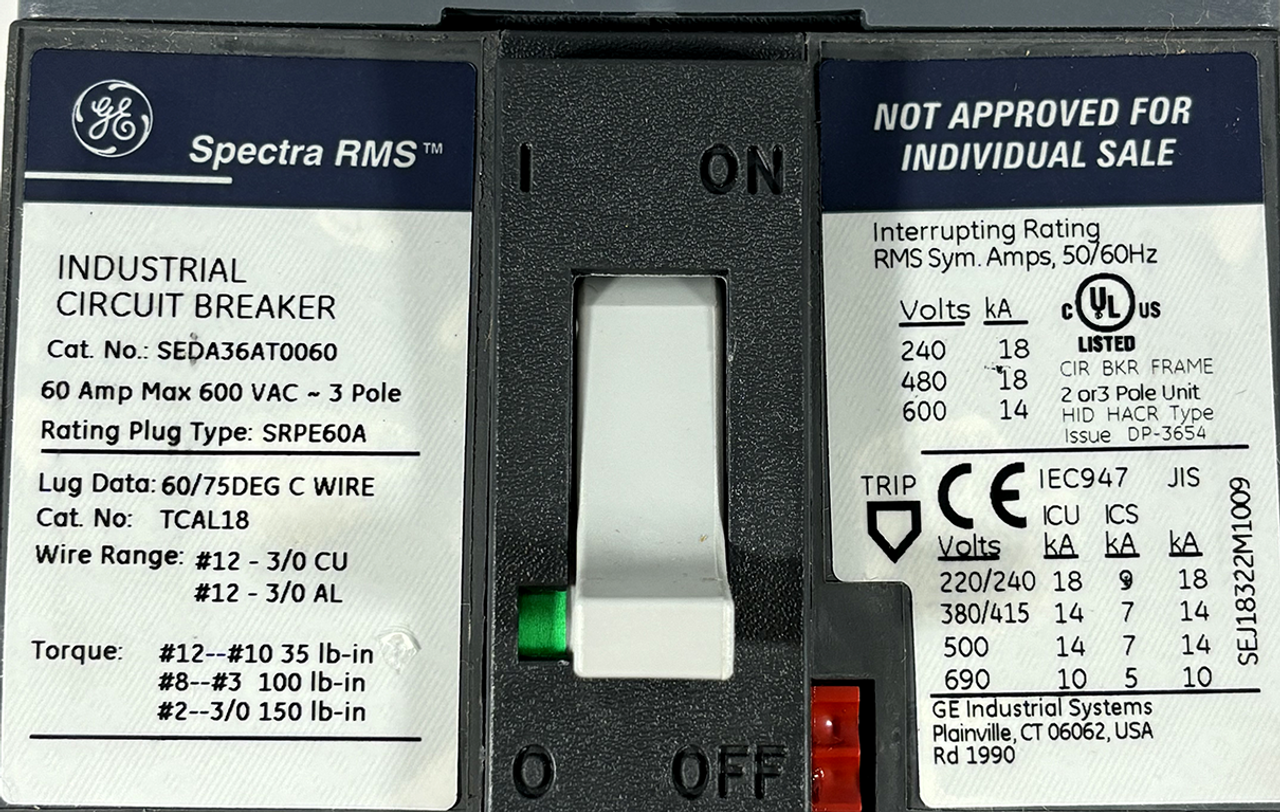 GE
Spectra RMS™
INDUSTRIAL
CIRCUIT BREAKER
Cat. No.: SEDA36AT0060
60 Amp Max 600 VAC ~ 3 Pole
Rating Plug Type: SRPE60A
Lug Data: 60/75DEG C WIRE
Cat. No: TCAL18
Wire Range: #12 - 3/0 CU
#12 - 3/0 AL
Torque: #12--#10 35 lb-in
#8--#3 100 lb-in
#2--3/0 150 lb-in
I ON
O OFF
NOT APPROVED FOR
INDIVIDUAL SALE
Interrupting Rating
RMS Sym. Amps, 50/60Hz
Volts kA
240 18
480 18
600 14
C UL US
LISTED
CIR BKR FRAME
2 or3 Pole Unit
HID HACR Type
Issue DP-3654
TRIP
CE IEC947 JIS
ICU ICS
Volts kA kA kA
220/240 18 9 18
380/415 14 7 14
500 14 7 14
690 10 5 10
SEJ18322M1009
GE Industrial Systems
Plainville, CT 06062, USA
Rd 1990